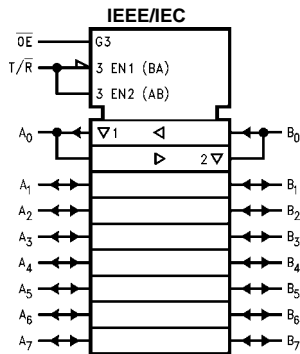 IEEE/IEC
O̅E̅ G3
T/R̅ 3 EN1 (BA)
3 EN2 (AB)
A₀ ▽1 ◁ B₀
▷ 2▽
A₁ B₁
A₂ B₂
A₃ B₃
A₄ B₄
A₅ B₅
A₆ B₆
A₇ B₇